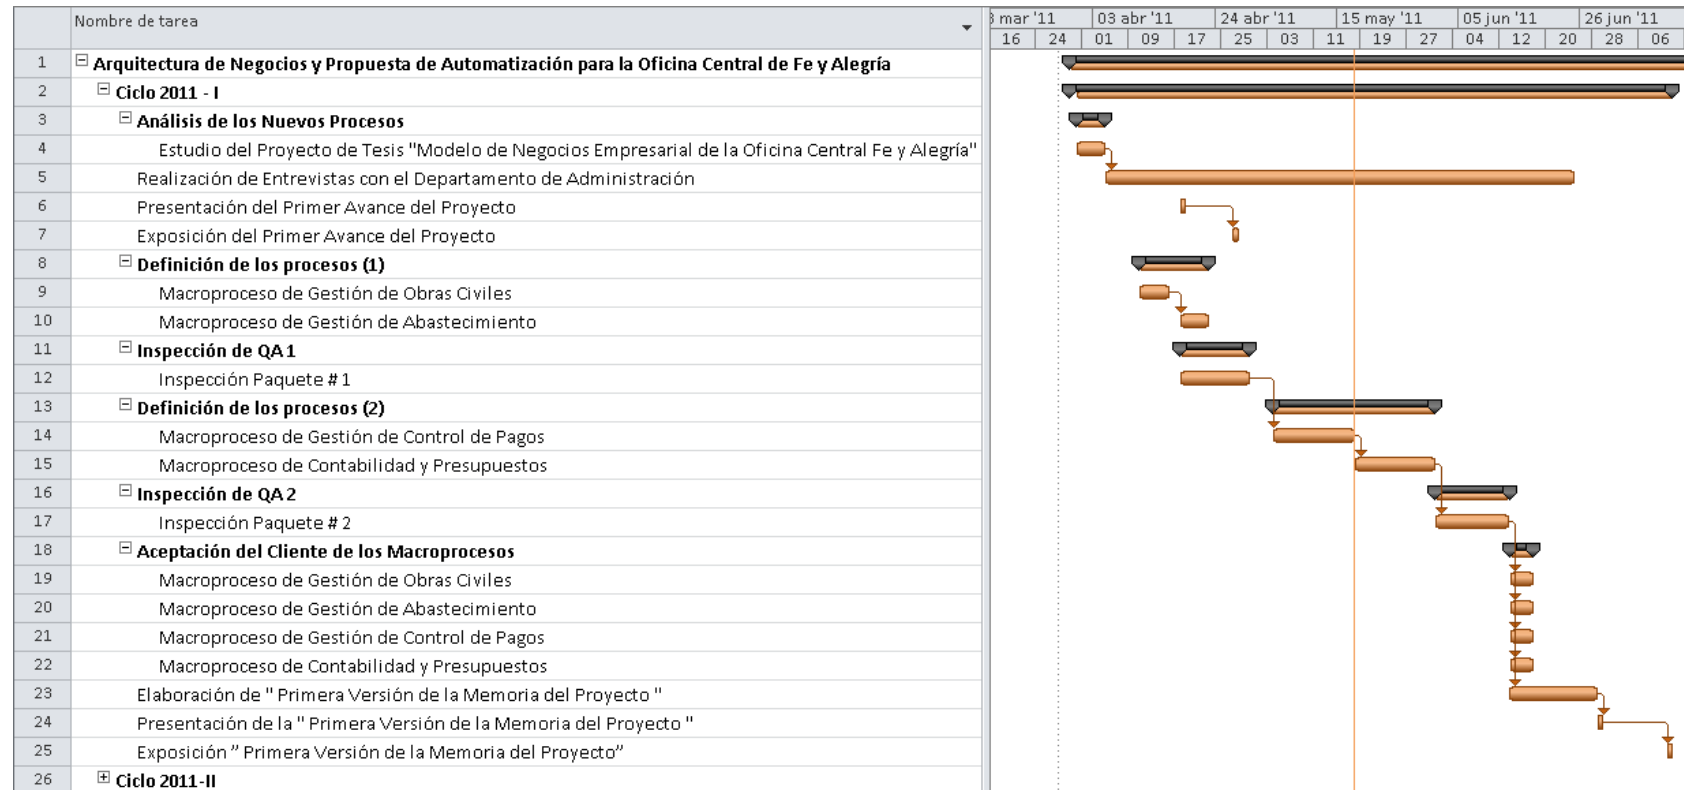 Nombre de tarea
mar '11 03 abr '11 24 abr '11 15 may '11 05 jun '11 26 jun '11
16 24 01 09 17 25 03 11 19 27 04 12 20 28 06
1 Arquitectura de Negocios y Propuesta de Automatización para la Oficina Central de Fe y Alegría
2 Ciclo 2011 - I
3 Análisis de los Nuevos Procesos
4 Estudio del Proyecto de Tesis "Modelo de Negocios Empresarial de la Oficina Central Fe y Alegría"
5 Realización de Entrevistas con el Departamento de Administración
6 Presentación del Primer Avance del Proyecto
7 Exposición del Primer Avance del Proyecto
8 Definición de los procesos (1)
9 Macroproceso de Gestión de Obras Civiles
10 Macroproceso de Gestión de Abastecimiento
11 Inspección de QA 1
12 Inspección Paquete # 1
13 Definición de los procesos (2)
14 Macroproceso de Gestión de Control de Pagos
15 Macroproceso de Contabilidad y Presupuestos
16 Inspección de QA 2
17 Inspección Paquete # 2
18 Aceptación del Cliente de los Macroprocesos
19 Macroproceso de Gestión de Obras Civiles
20 Macroproceso de Gestión de Abastecimiento
21 Macroproceso de Gestión de Control de Pagos
22 Macroproceso de Contabilidad y Presupuestos
23 Elaboración de " Primera Versión de la Memoria del Proyecto "
24 Presentación de la " Primera Versión de la Memoria del Proyecto "
25 Exposición ” Primera Versión de la Memoria del Proyecto”
26 Ciclo 2011-II